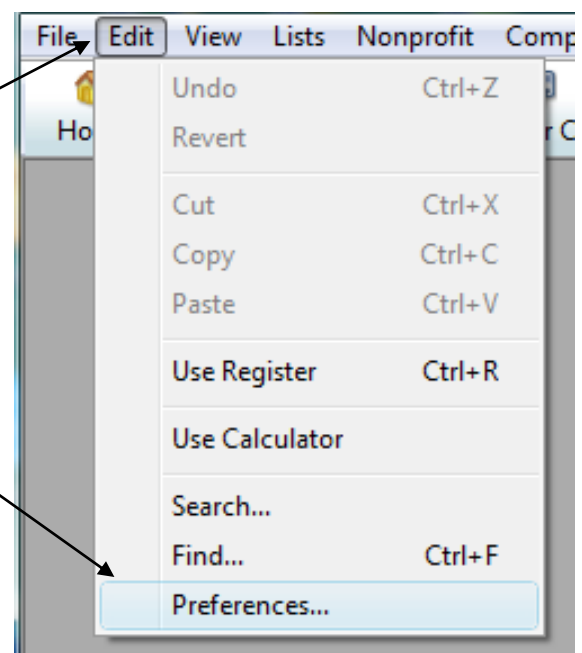 File Edit View Lists Nonprofit Comp
Ho r C
Undo Ctrl+Z
Revert
Cut Ctrl+X
Copy Ctrl+C
Paste Ctrl+V
Use Register Ctrl+R
Use Calculator
Search...
Find... Ctrl+F
Preferences...